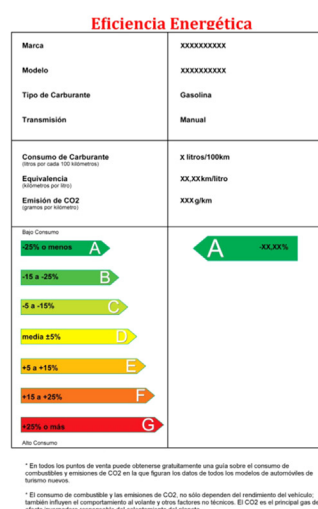 Eficiencia Energética
Marca XXXXXXXXXX
Modelo XXXXXXXXXX
Tipo de Carburante Gasolina
Transmisión Manual
Consumo de Carburante X litros/100km
(litros por cada 100 kilómetros)
Equivalencia XX,XXkm/litro
(kilómetros por litro)
Emisión de CO2 XXXg/km
(gramos por kilómetro)
Bajo Consumo
-25% o menos A A -XX,XX%
-15 a -25% B
-5 a -15% C
media ±5% D
+5 a +15% E
+15 a +25% F
+25% o más G
Alto Consumo
* En todos los puntos de venta puede obtenerse gratuitamente una guía sobre el consumo de
combustibles y emisiones de CO2 en la que figuran los datos de todos los modelos de automóviles de
turismo nuevos.
* El consumo de combustible y las emisiones de CO2, no sólo dependen del rendimiento del vehículo;
también influyen el comportamiento al volante y otros factores no técnicos. El CO2 es el principal gas de